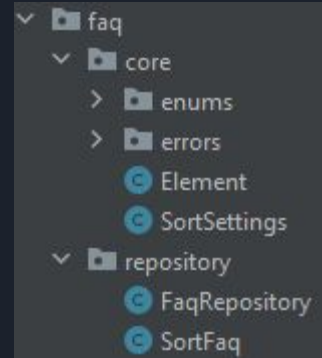 faq
core
enums
errors
Element
SortSettings
repository
FaqRepository
SortFaq